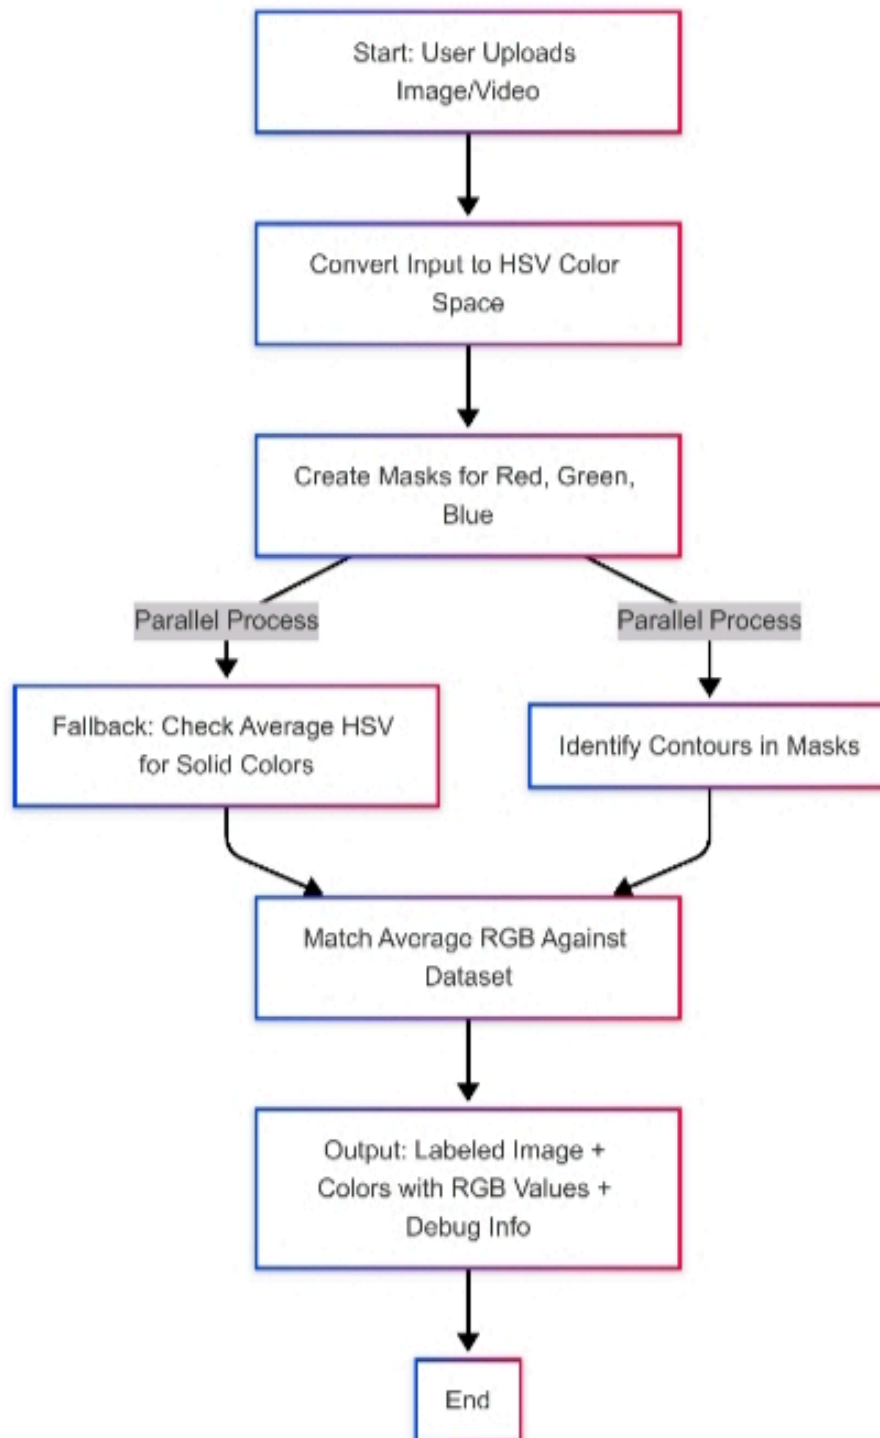 Start: User Uploads
Image/Video
Convert Input to HSV Color
Space
Create Masks for Red, Green,
Blue
Parallel Process
Parallel Process
Fallback: Check Average HSV
for Solid Colors
Identify Contours in Masks
Match Average RGB Against
Dataset
Output: Labeled Image +
Colors with RGB Values +
Debug Info
End